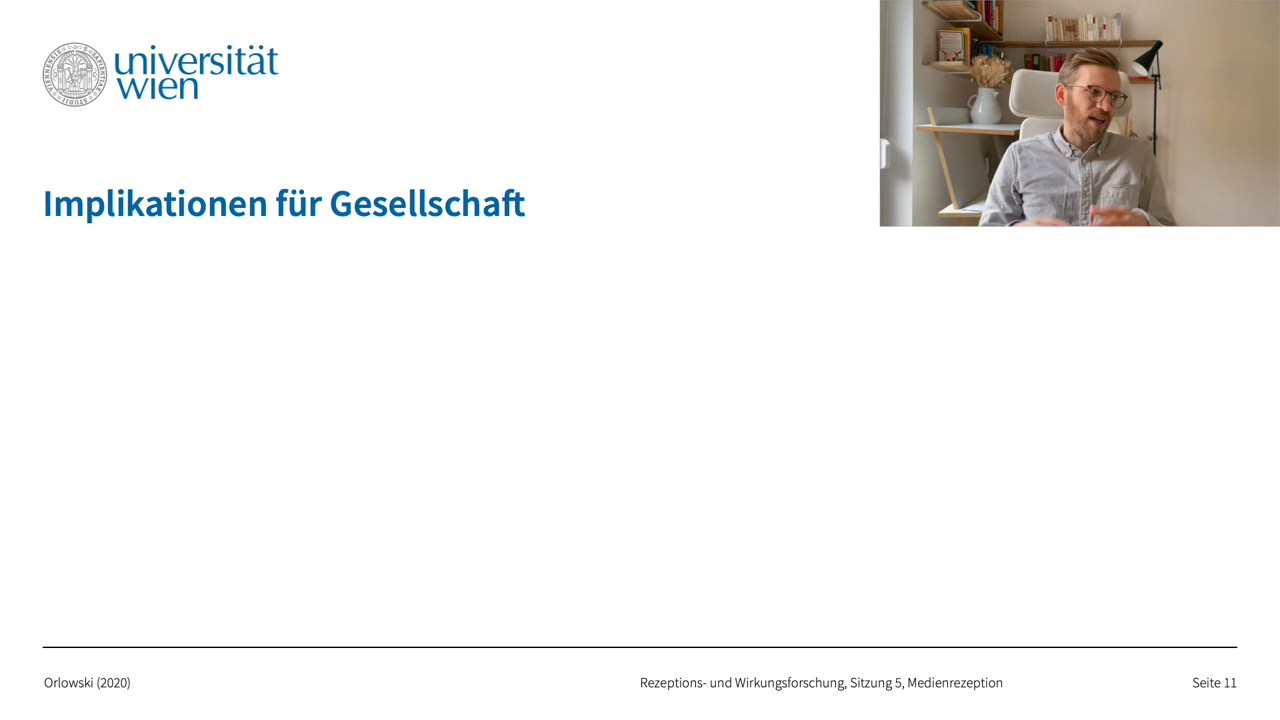 universität
wien
Implikationen für Gesellschaft
Orlowski (2020)
Rezeptions- und Wirkungsforschung, Sitzung 5, Medienrezeption
Seite 11